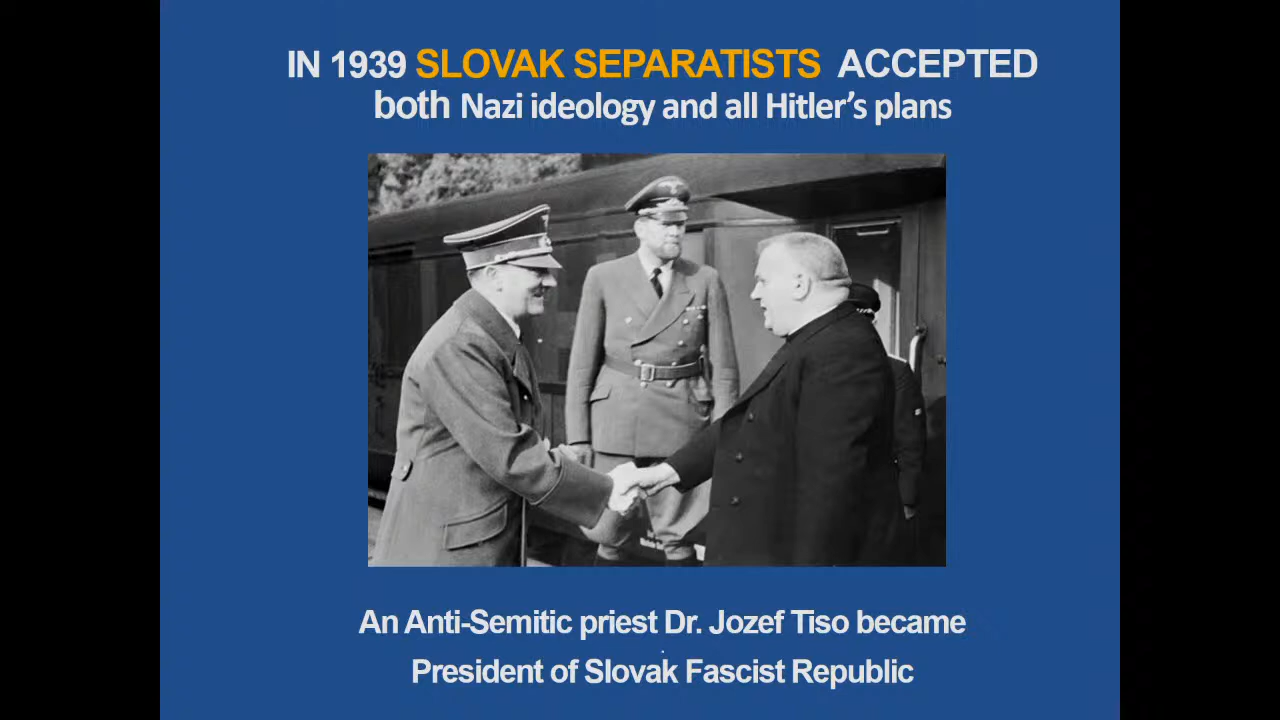 IN 1939 SLOVAK SEPARATISTS ACCEPTED
both Nazi ideology and all Hitler’s plans
An Anti-Semitic priest Dr. Jozef Tiso became
President of Slovak Fascist Republic